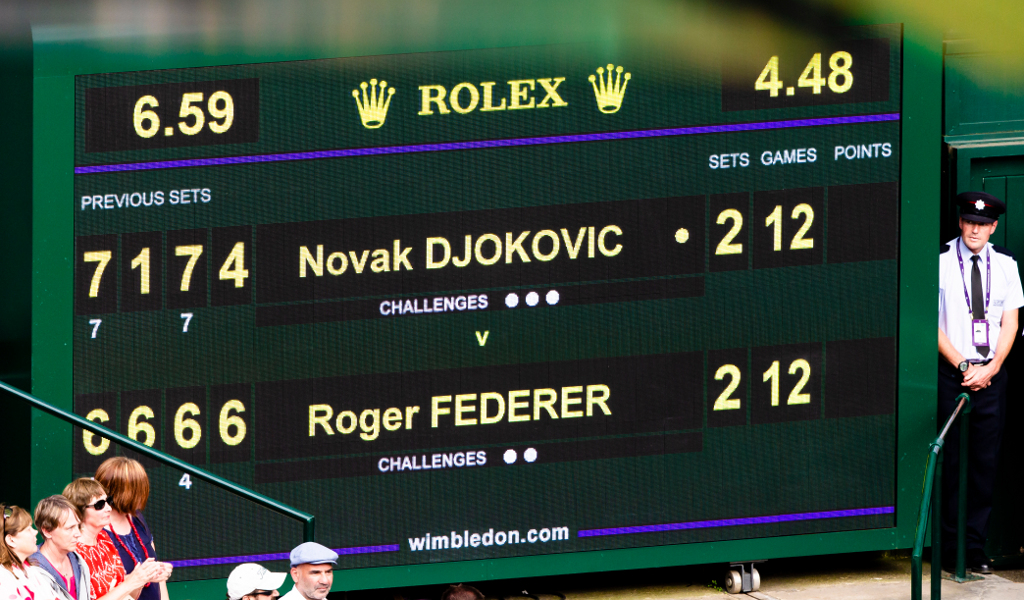 6.59 ROLEX 4.48
PREVIOUS SETS SETS GAMES POINTS
7 1 7 4 Novak DJOKOVIC 2 12
7 7 CHALLENGES
v
6 6 6 6 Roger FEDERER 2 12
4 CHALLENGES
wimbledon.com